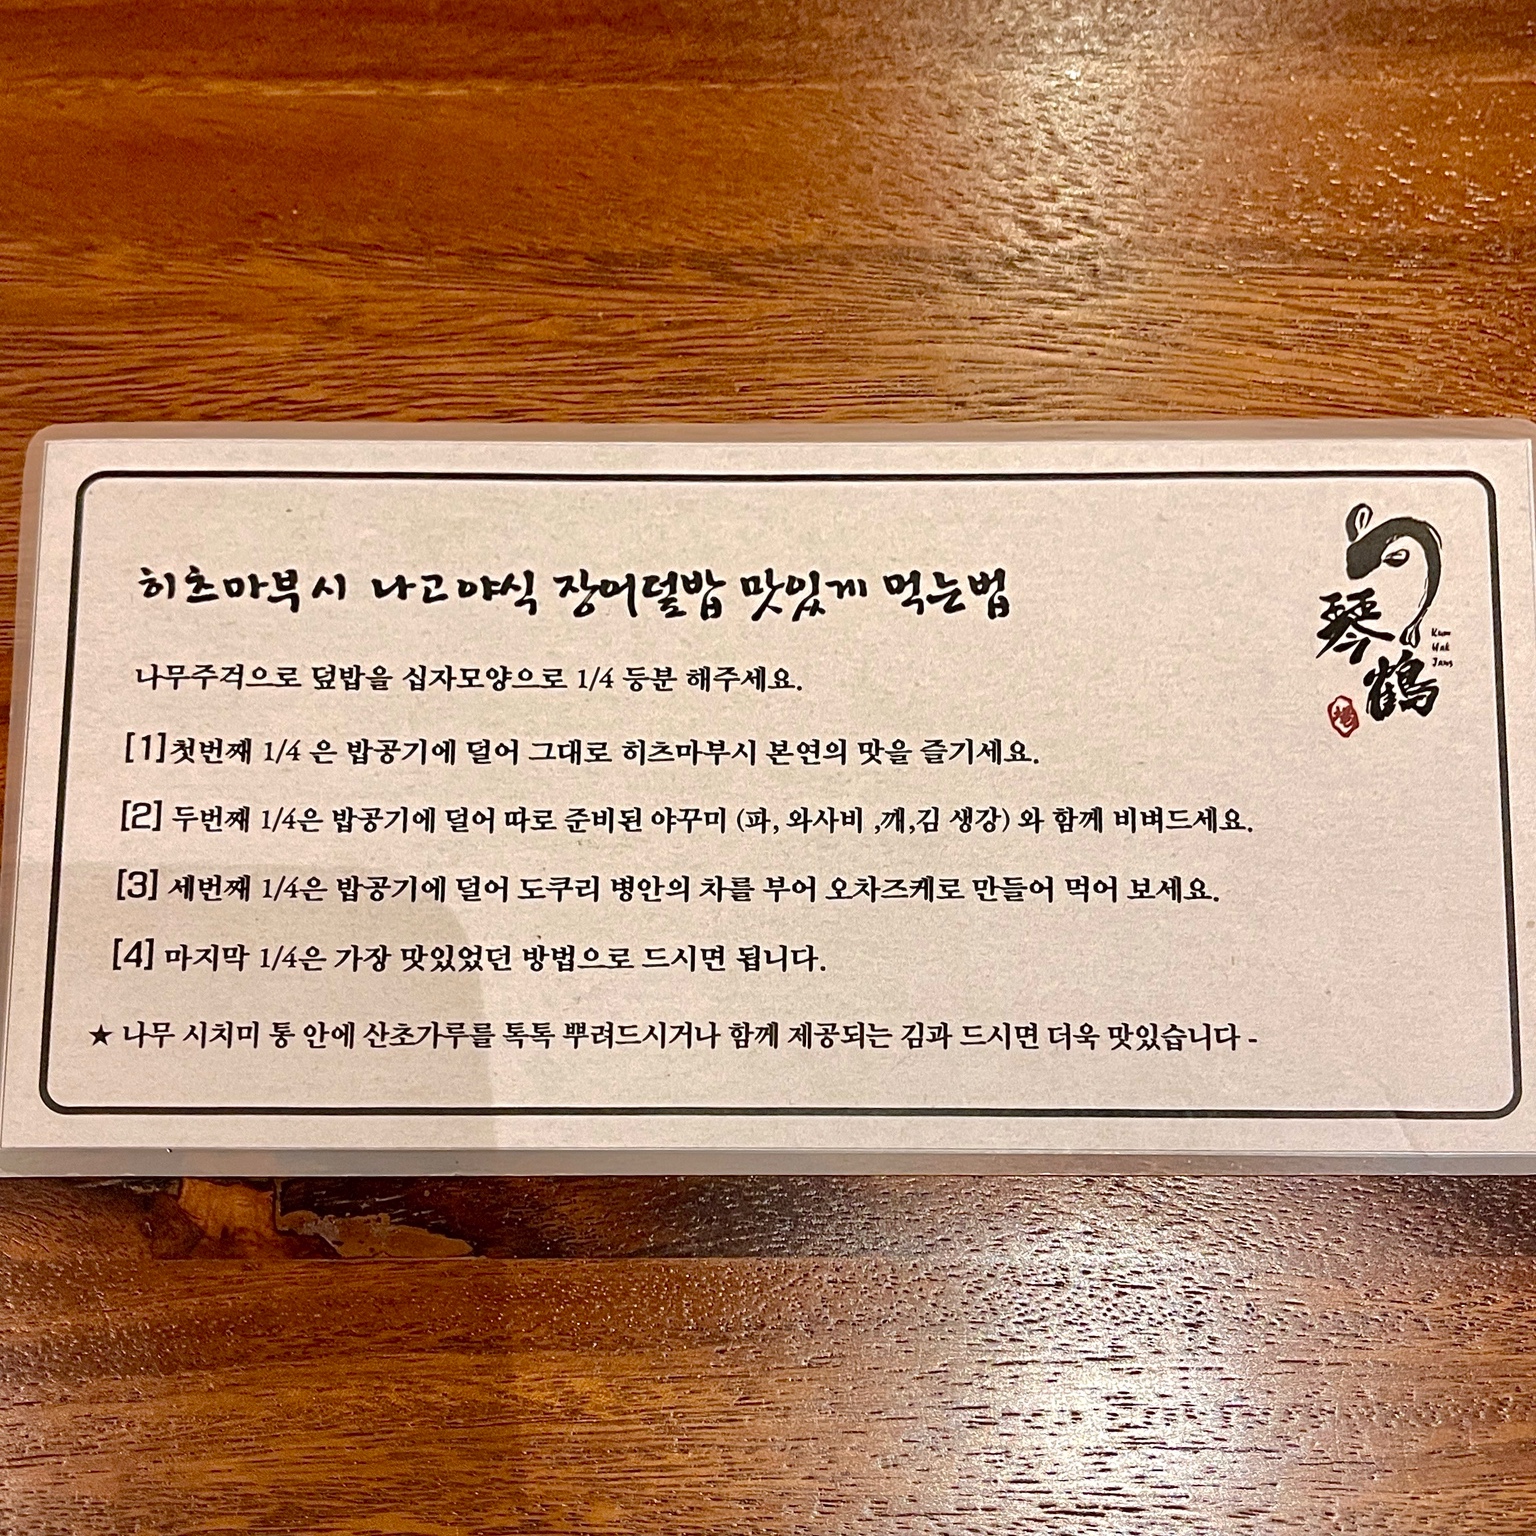 히츠마부시 나고야식 장어덮밥 맛있게 먹는법
나무주걱으로 덮밥을 십자모양으로 1/4 등분 해주세요.
[1]첫번째 1/4 은 밥공기에 덜어 그대로 히츠마부시 본연의 맛을 즐기세요.
[2] 두번째 1/4은 밥공기에 덜어 따로 준비된 야꾸미 (파, 와사비 ,깨,김 생강) 와 함께 비벼드세요.
[3] 세번째 1/4은 밥공기에 덜어 도쿠리 병안의 차를 부어 오차즈케로 만들어 먹어 보세요.
[4] 마지막 1/4은 가장 맛있었던 방법으로 드시면 됩니다.
★ 나무 시치미 통 안에 산초가루를 톡톡 뿌려드시거나 함께 제공되는 김과 드시면 더욱 맛있습니다 -
琴
鶴
Kum
Hak
Jang